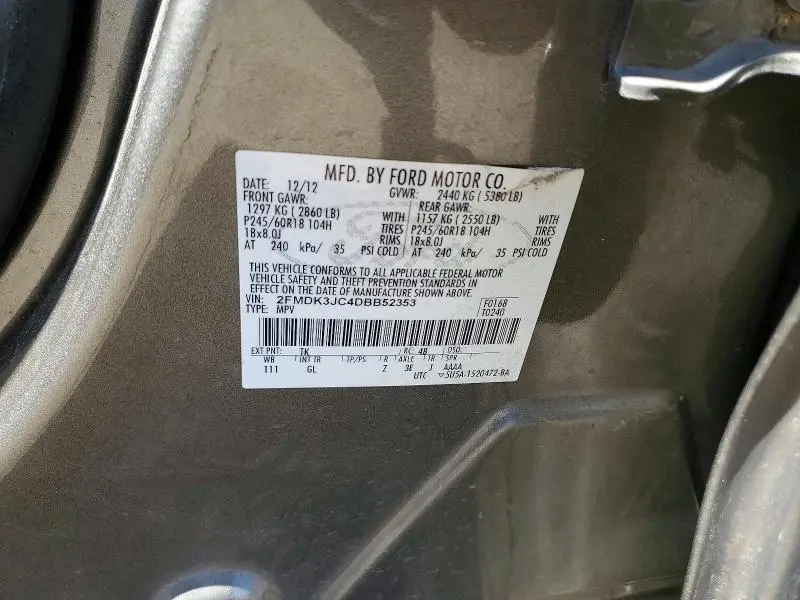 MFD. BY FORD MOTOR CO.
DATE: 12/12 GVWR: 2440 KG ( 5380 LB)
FRONT GAWR: REAR GAWR:
1297 KG ( 2860 LB) WITH 1157 KG ( 2550 LB) WITH
P245/60R18 104H TIRES P245/60R18 104H TIRES
18x8.0J RIMS 18x8.0J RIMS
AT 240 kPa/ 35 PSI COLD AT 240 kPa/ 35 PSI COLD
THIS VEHICLE CONFORMS TO ALL APPLICABLE FEDERAL MOTOR
VEHICLE SAFETY AND THEFT PREVENTION STANDARDS IN
EFFECT ON THE DATE OF MANUFACTURE SHOWN ABOVE.
VIN: 2FMDK3JC4DBB52353 F0168
TYPE: MPV T0240
EXT PNT: TK RC: 48 DSO:
WB INT TR TP/PS R AXLE TR SPR
111 GL Z 3E J AAAA
UTC 5U5A-1520472-BA